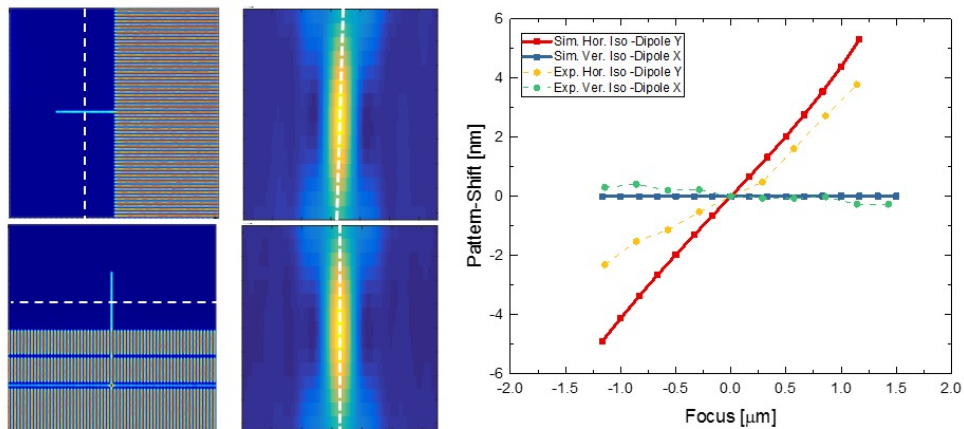 6
4
2
0
-2
-4
-6
Pattern-Shift [nm]
Sim. Hor. Iso -Dipole Y
Sim. Ver. Iso -Dipole X
Exp. Hor. Iso -Dipole Y
Exp. Ver. Iso -Dipole X
-2.0 -1.5 -1.0 -0.5 0.0 0.5 1.0 1.5 2.0
Focus [μm]